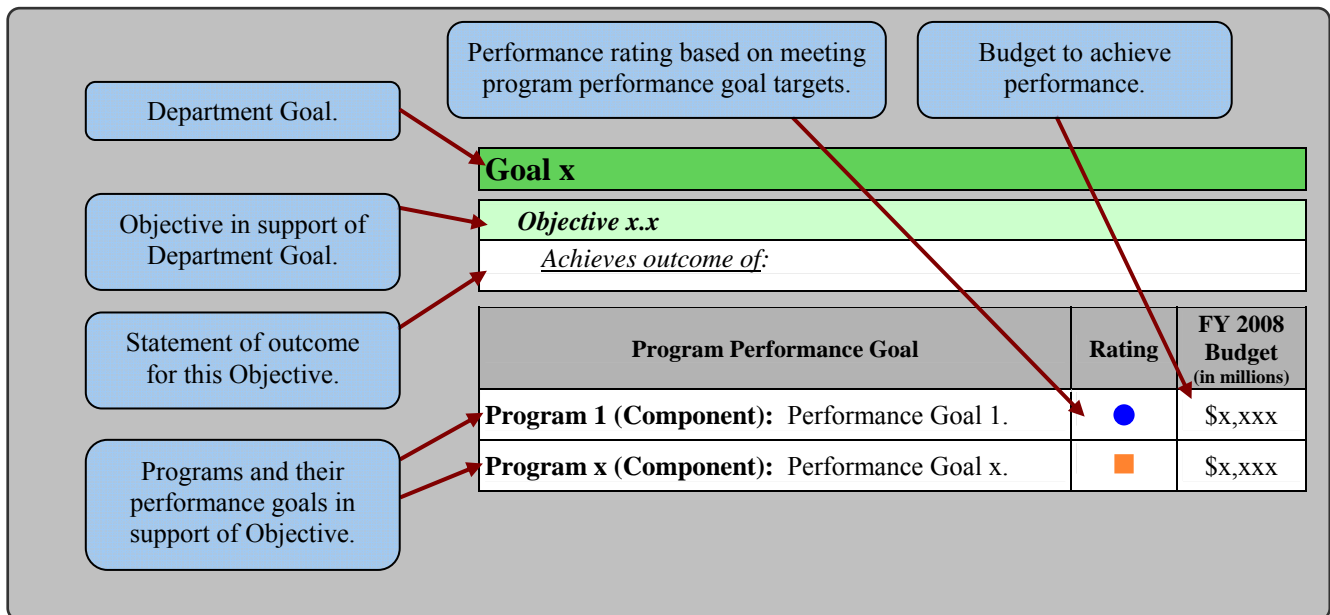 Performance rating based on meeting
program performance goal targets.
Budget to achieve
performance.
Department Goal.
Goal x
Objective in support of
Department Goal.
Objective x.x
Achieves outcome of:
Statement of outcome
for this Objective.
Program Performance Goal
Rating
FY 2008
Budget
(in millions)
Program 1 (Component): Performance Goal 1.
$x,xxx
Programs and their
performance goals in
support of Objective.
Program x (Component): Performance Goal x.
$x,xxx